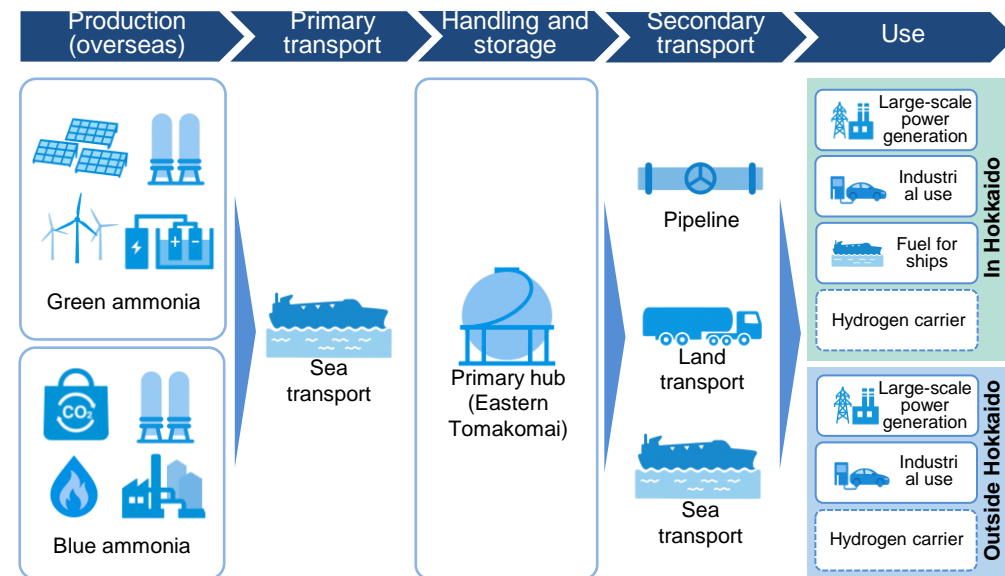 Production
(overseas)
Primary
transport
Handling and
storage
Secondary
transport
Use
Green ammonia
CO₂
Blue ammonia
Sea
transport
Primary hub
(Eastern
Tomakomai)
Pipeline
Land
transport
Sea
transport
Large-scale
power
generation
Industri
al use
Fuel for
ships
Hydrogen carrier
In Hokkaido
Large-scale
power
generation
Industri
al use
Hydrogen carrier
Outside Hokkaido